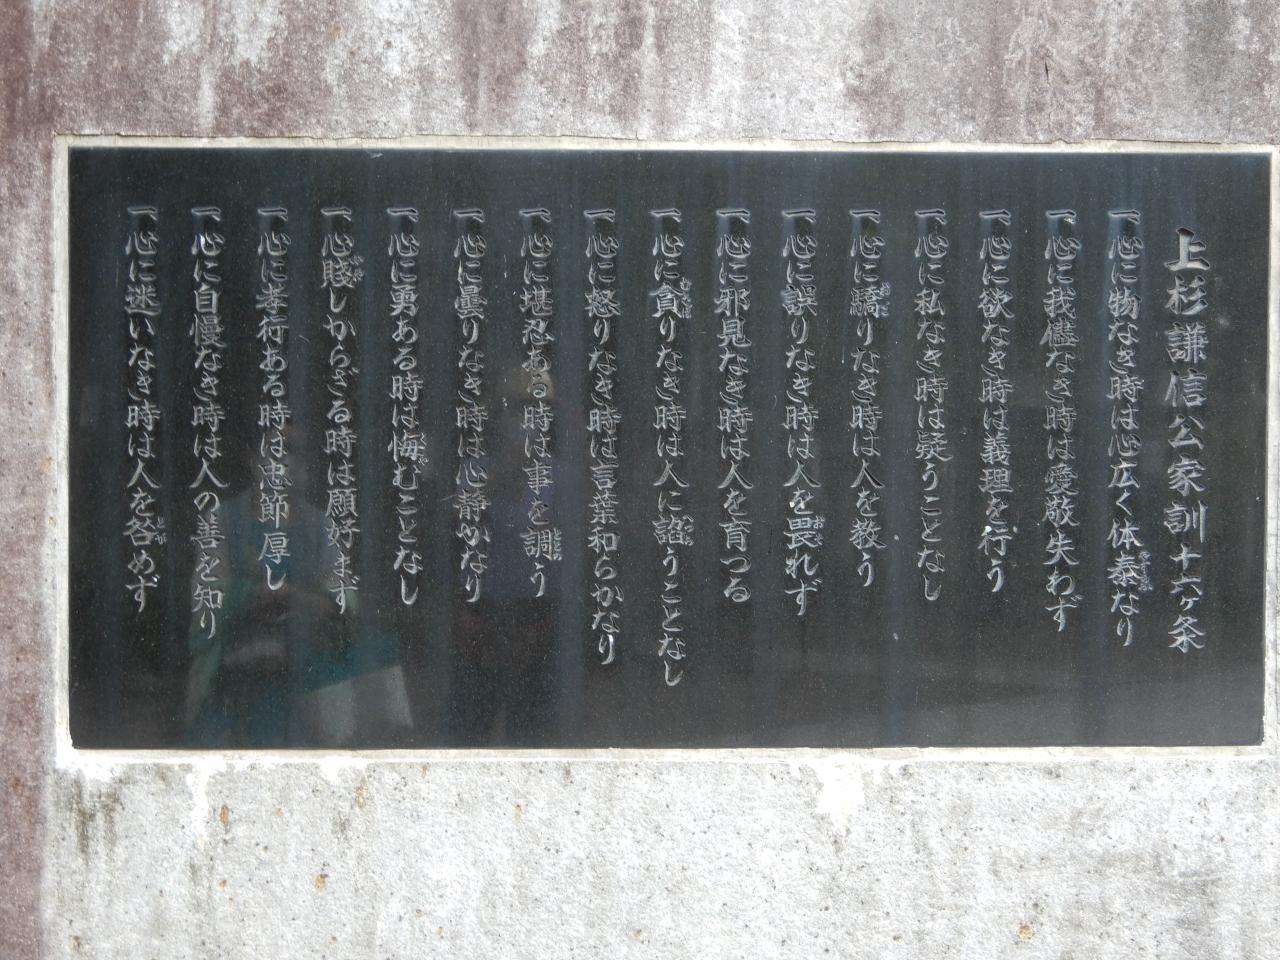 上杉謙信公家訓十六ヶ条
一、心に物なき時は心広く体泰なり
一、心に我儘なき時は愛敬失わず
一、心に欲なき時は義理を行う
一、心に私なき時は疑うことなし
一、心に驕りなき時は人を教う
一、心に誤りなき時は人を畏れず
一、心に邪見なき時は人を育つる
一、心に貪りなき時は人に諂うことなし
一、心に怒りなき時は言葉和らかなり
一、心に堪忍ある時は事を調う
一、心に曇りなき時は心静かなり
一、心に勇ある時は悔むことなし
一、心賤しからざる時は願好まず
一、心に孝行ある時は忠節厚し
一、心に自慢なき時は人の善を知り
一、心に迷いなき時は人を咎めず